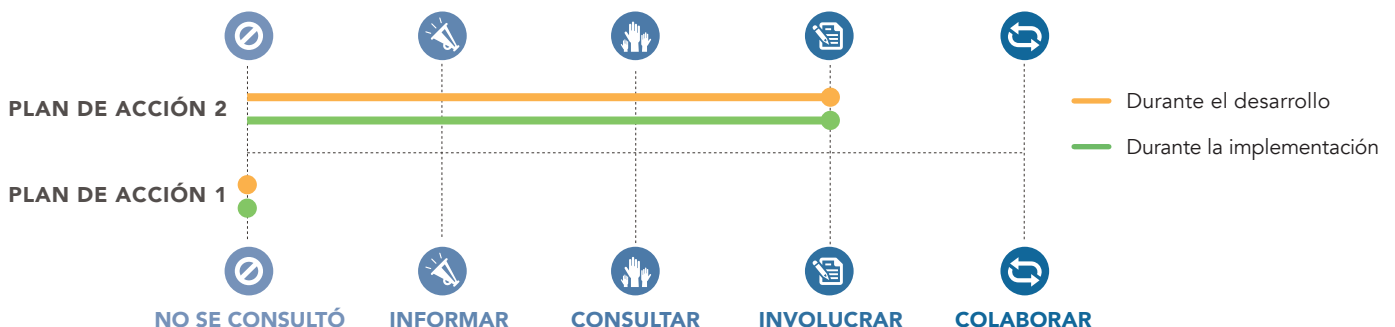 PLAN DE ACCIÓN 2
Durante el desarrollo
Durante la implementación
PLAN DE ACCIÓN 1
NO SE CONSULTÓ
INFORMAR
CONSULTAR
INVOLUCRAR
COLABORAR